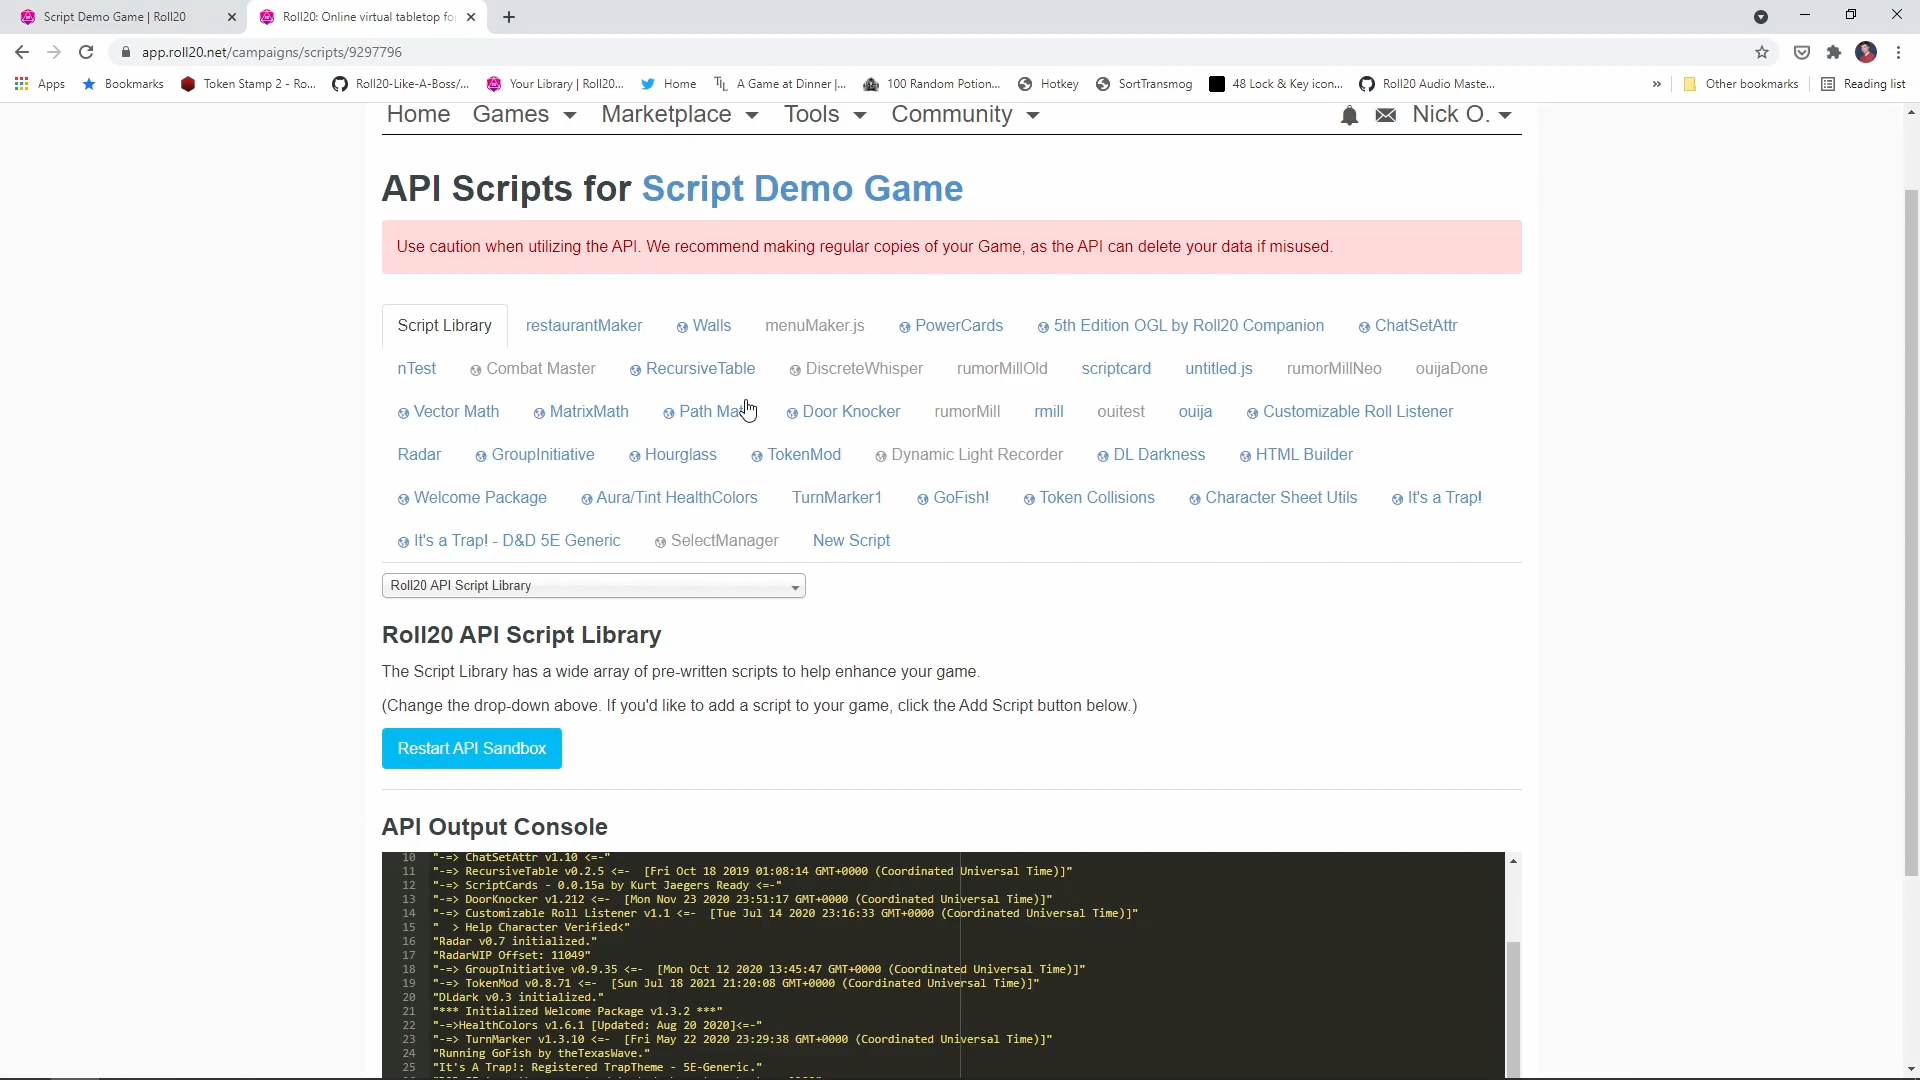 Script Demo Game | Roll20
Roll20: Online virtual tabletop fo
app.roll20.net/campaigns/scripts/9297796
Apps Bookmarks Token Stamp 2 - Ro... Roll20-Like-A-Boss/... Your Library | Roll20... Home A Game at Dinner |... 100 Random Potion... Hotkey SortTransmog 48 Lock & Key icon... Roll20 Audio Maste... » Other bookmarks Reading list
Home Games Marketplace Tools Community Nick O.
API Scripts for Script Demo Game
Use caution when utilizing the API. We recommend making regular copies of your Game, as the API can delete your data if misused.
Script Library restaurantMaker Walls menuMaker.js PowerCards 5th Edition OGL by Roll20 Companion ChatSetAttr
nTest Combat Master RecursiveTable DiscreteWhisper rumorMillOld scriptcard untitled.js rumorMillNeo ouijaDone
Vector Math MatrixMath Path Mat Door Knocker rumorMill rmill ouitest ouija Customizable Roll Listener
Radar GroupInitiative Hourglass TokenMod Dynamic Light Recorder DL Darkness HTML Builder
Welcome Package Aura/Tint HealthColors TurnMarker1 GoFish! Token Collisions Character Sheet Utils It's a Trap!
It's a Trap! - D&D 5E Generic SelectManager New Script
Roll20 API Script Library
Roll20 API Script Library
The Script Library has a wide array of pre-written scripts to help enhance your game.
(Change the drop-down above. If you'd like to add a script to your game, click the Add Script button below.)
Restart API Sandbox
API Output Console
10 "-=> ChatSetAttr v1.10 <=-"
11 "-=> RecursiveTable v0.2.5 <=- [Fri Oct 18 2019 01:08:14 GMT+0000 (Coordinated Universal Time)]"
12 "-=> ScriptCards - 0.0.15a by Kurt Jaegers Ready <=-"
13 "-=> DoorKnocker v1.212 <=- [Mon Nov 23 2020 23:51:17 GMT+0000 (Coordinated Universal Time)]"
14 "-=> Customizable Roll Listener v1.1 <=- [Tue Jul 14 2020 23:16:33 GMT+0000 (Coordinated Universal Time)]"
15 " > Help Character Verified<"
16 "Radar v0.7 initialized."
17 "RadarWIP Offset: 11049"
18 "-=> GroupInitiative v0.9.35 <=- [Mon Oct 12 2020 13:45:47 GMT+0000 (Coordinated Universal Time)]"
19 "-=> TokenMod v0.8.71 <=- [Sun Jul 18 2021 21:20:08 GMT+0000 (Coordinated Universal Time)]"
20 "DLdark v0.3 initialized."
21 "*** Initialized Welcome Package v1.3.2 ***"
22 "-=>HealthColors v1.6.1 [Updated: Aug 20 2020]<=-"
23 "-=> TurnMarker v1.3.10 <=- [Fri May 22 2020 23:29:38 GMT+0000 (Coordinated Universal Time)]"
24 "Running GoFish by theTexasWave."
25 "It's A Trap!: Registered TrapTheme - 5E-Generic."